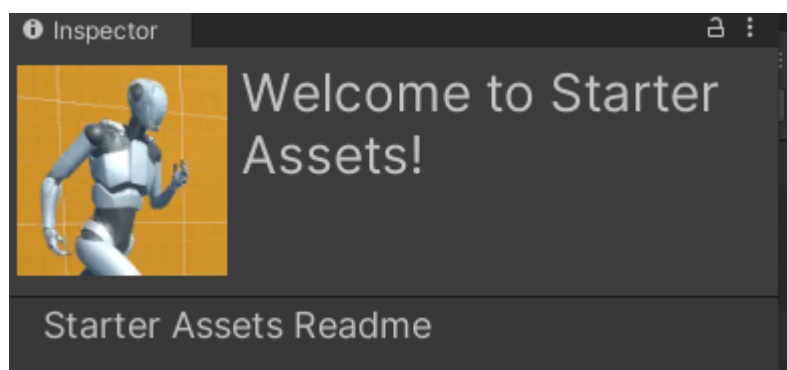 Inspector
Welcome to Starter
Assets!
Starter Assets Readme